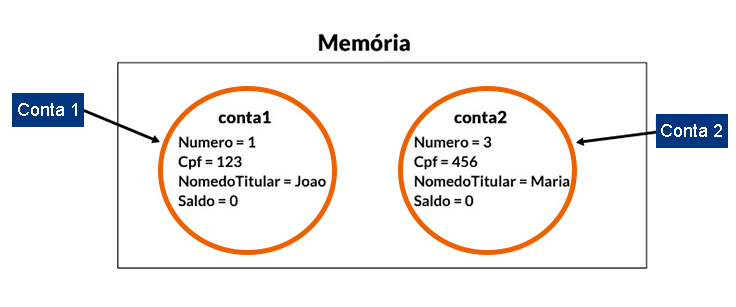 Memória
Conta 1
conta1
Numero = 1
Cpf = 123
NomedoTitular = Joao
Saldo = 0
conta2
Numero = 3
Cpf = 456
NomedoTitular = Maria
Saldo = 0
Conta 2